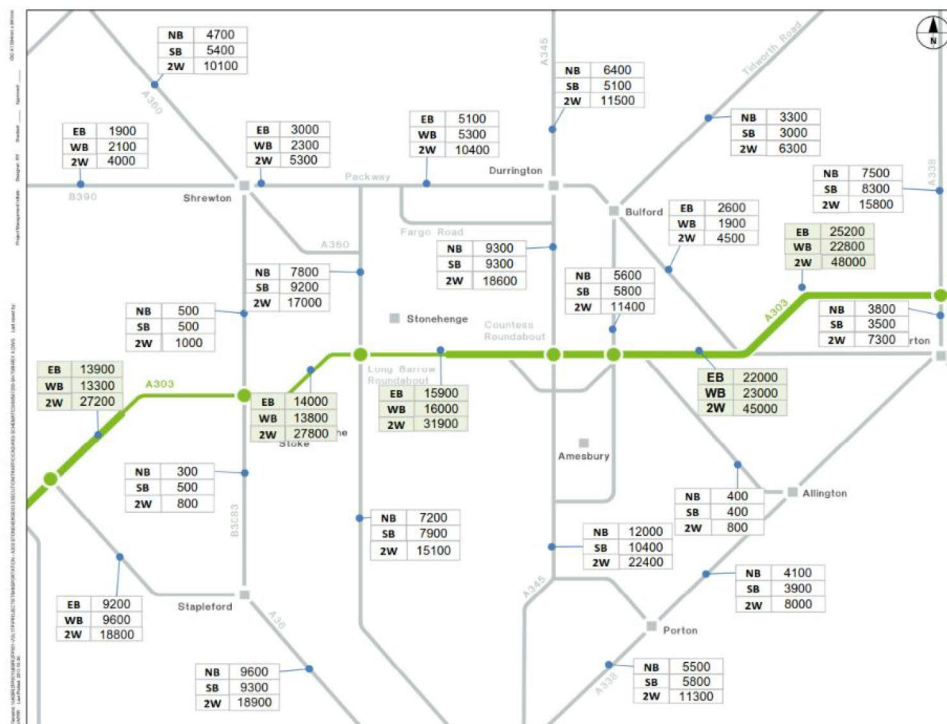 NB 4700
SB 5400
2W 10100
A360
EB 1900
WB 2100
2W 4000
B390
EB 3000
WB 2300
2W 5300
Shrewton
Packway
EB 5100
WB 5300
2W 10400
A345
NB 6400
SB 5100
2W 11500
Durrington
Tidworth Road
NB 3300
SB 3000
2W 6300
N
A338
NB 7500
SB 8300
2W 15800
Bulford
EB 2600
WB 1900
2W 4500
Fargo Road
A360
NB 7800
SB 9200
2W 17000
NB 9300
SB 9300
2W 18600
NB 5600
SB 5800
2W 11400
EB 25200
WB 22800
2W 48000
A303
NB 500
SB 500
2W 1000
Stonehenge
Countess
Roundabout
NB 3800
SB 3500
2W 7300
rton
EB 13900
WB 13300
2W 27200
A303
Long Barrow
Roundabout
EB 14000
WB 13800
2W 27800
ne
Stoke
EB 15900
WB 16000
2W 31900
EB 22000
WB 23000
2W 45000
Amesbury
NB 300
SB 500
2W 800
B3083
NB 400
SB 400
2W 800
Allington
NB 7200
SB 7900
2W 15100
NB 12000
SB 10400
2W 22400
A345
NB 4100
SB 3900
2W 8000
EB 9200
WB 9600
2W 18800
Stapleford
A36
Porton
NB 9600
SB 9300
2W 18900
A338
NB 5500
SB 5800
2W 11300